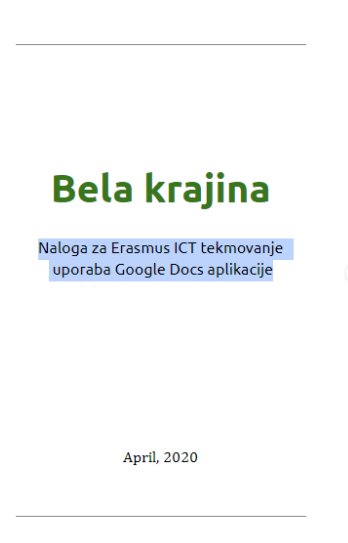 Bela krajina
Naloga za Erasmus ICT tekmovanje
uporaba Google Docs aplikacije
April, 2020